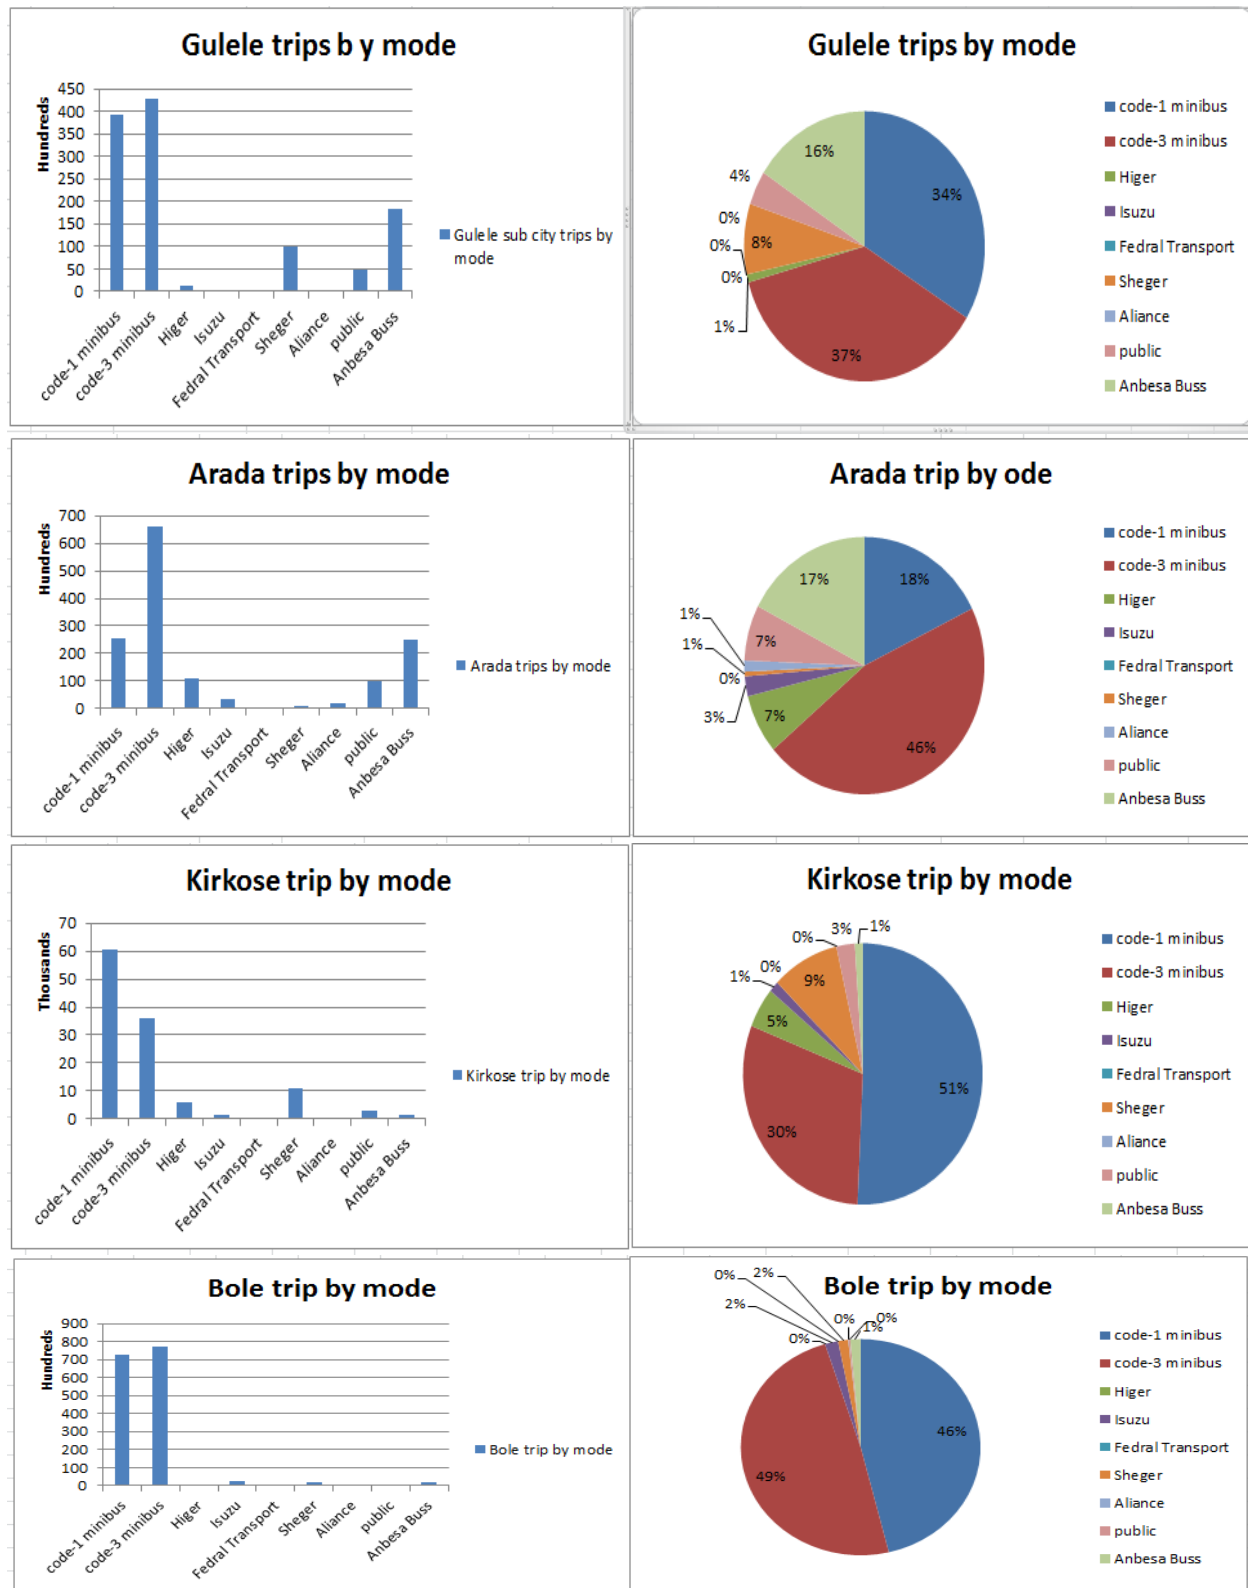 Gulele trips b y mode
Hundreds
450
400
350
300
250
200
150
100
50
0
code-1 minibus
code-3 minibus
Higer
Isuzu
Fedral Transport
Sheger
Aliance
public
Anbesa Buss
Gulele sub city trips by
mode
Gulele trips by mode
16%
4%
0%
8%
0%
0%
1%
37%
34%
code-1 minibus
code-3 minibus
Higer
Isuzu
Fedral Transport
Sheger
Aliance
public
Anbesa Buss
Arada trips by mode
Hundreds
700
600
500
400
300
200
100
0
code-1 minibus
code-3 minibus
Higer
Isuzu
Fedral Transport
Sheger
Aliance
public
Anbesa Buss
Arada trips by mode
Arada trip by ode
17%
18%
1%
7%
1%
0%
3%
7%
46%
code-1 minibus
code-3 minibus
Higer
Isuzu
Fedral Transport
Sheger
Aliance
public
Anbesa Buss
Kirkose trip by mode
Thousands
70
60
50
40
30
20
10
0
code-1 minibus
code-3 minibus
Higer
Isuzu
Fedral Transport
Sheger
Aliance
public
Anbesa Buss
Kirkose trip by mode
Kirkose trip by mode
3%
1%
0%
0%
1%
9%
5%
51%
30%
code-1 minibus
code-3 minibus
Higer
Isuzu
Fedral Transport
Sheger
Aliance
public
Anbesa Buss
Bole trip by mode
Hundreds
900
800
700
600
500
400
300
200
100
0
code-1 minibus
code-3 minibus
Higer
Isuzu
Fedral Transport
Sheger
Aliance
public
Anbesa Buss
Bole trip by mode
Bole trip by mode
2%
0%
2%
0%
0%
0%
1%
46%
49%
code-1 minibus
code-3 minibus
Higer
Isuzu
Fedral Transport
Sheger
Aliance
public
Anbesa Buss